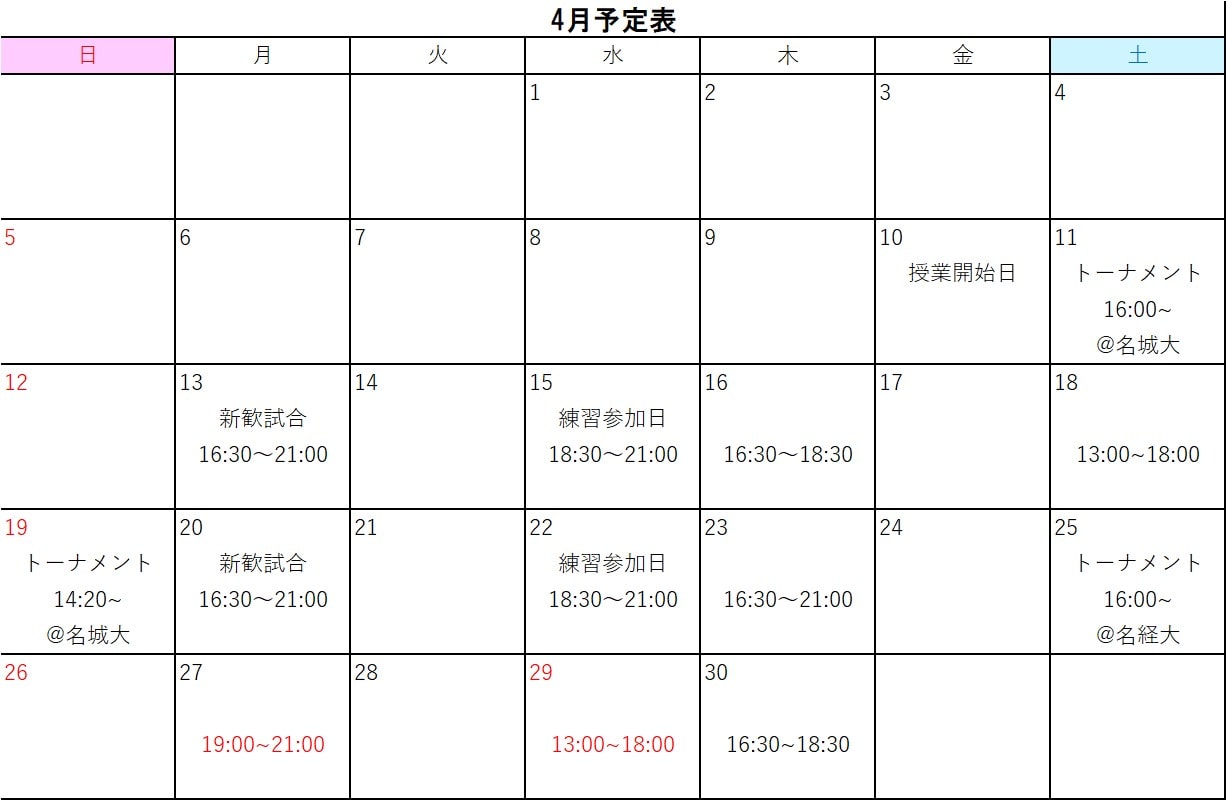 4月予定表
日 月 火 水 木 金 土
1 2 3 4
5 6 7 8 9 10 11
授業開始日 トーナメント
16:00~
@名城大
12 13 14 15 16 17 18
新歓試合 練習参加日
16:30～21:00 18:30～21:00 16:30～18:30 13:00~18:00
19 20 21 22 23 24 25
トーナメント 新歓試合 練習参加日 トーナメント
14:20~ 16:30～21:00 18:30～21:00 16:30～21:00 16:00~
@名城大 @名経大
26 27 28 29 30
19:00~21:00 13:00~18:00 16:30~18:30